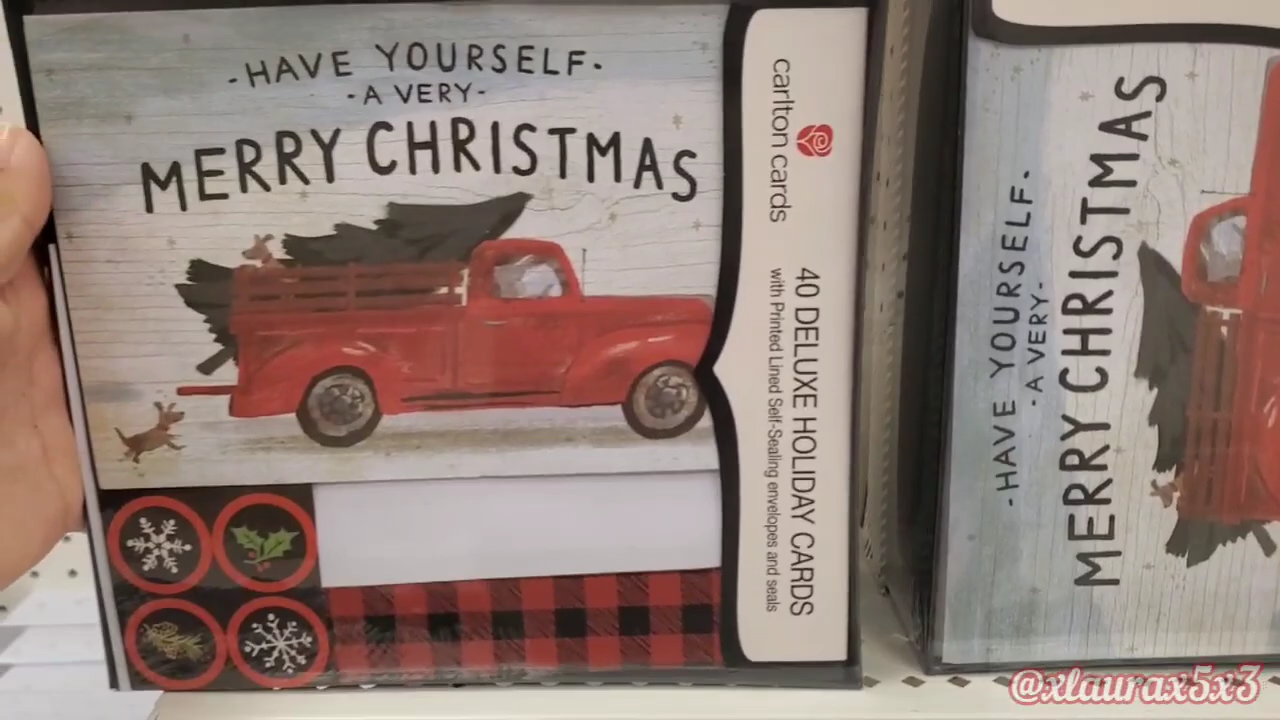 -HAVE YOURSELF-
-A VERY-
MERRY CHRISTMAS
carlton cards
40 DELUXE HOLIDAY CARDS
with Printed Lined Self-Sealing envelopes and seals
-HAVE YOURSELF-
-A VERY-
MERRY CHRISTMAS
@xlaurax5x3